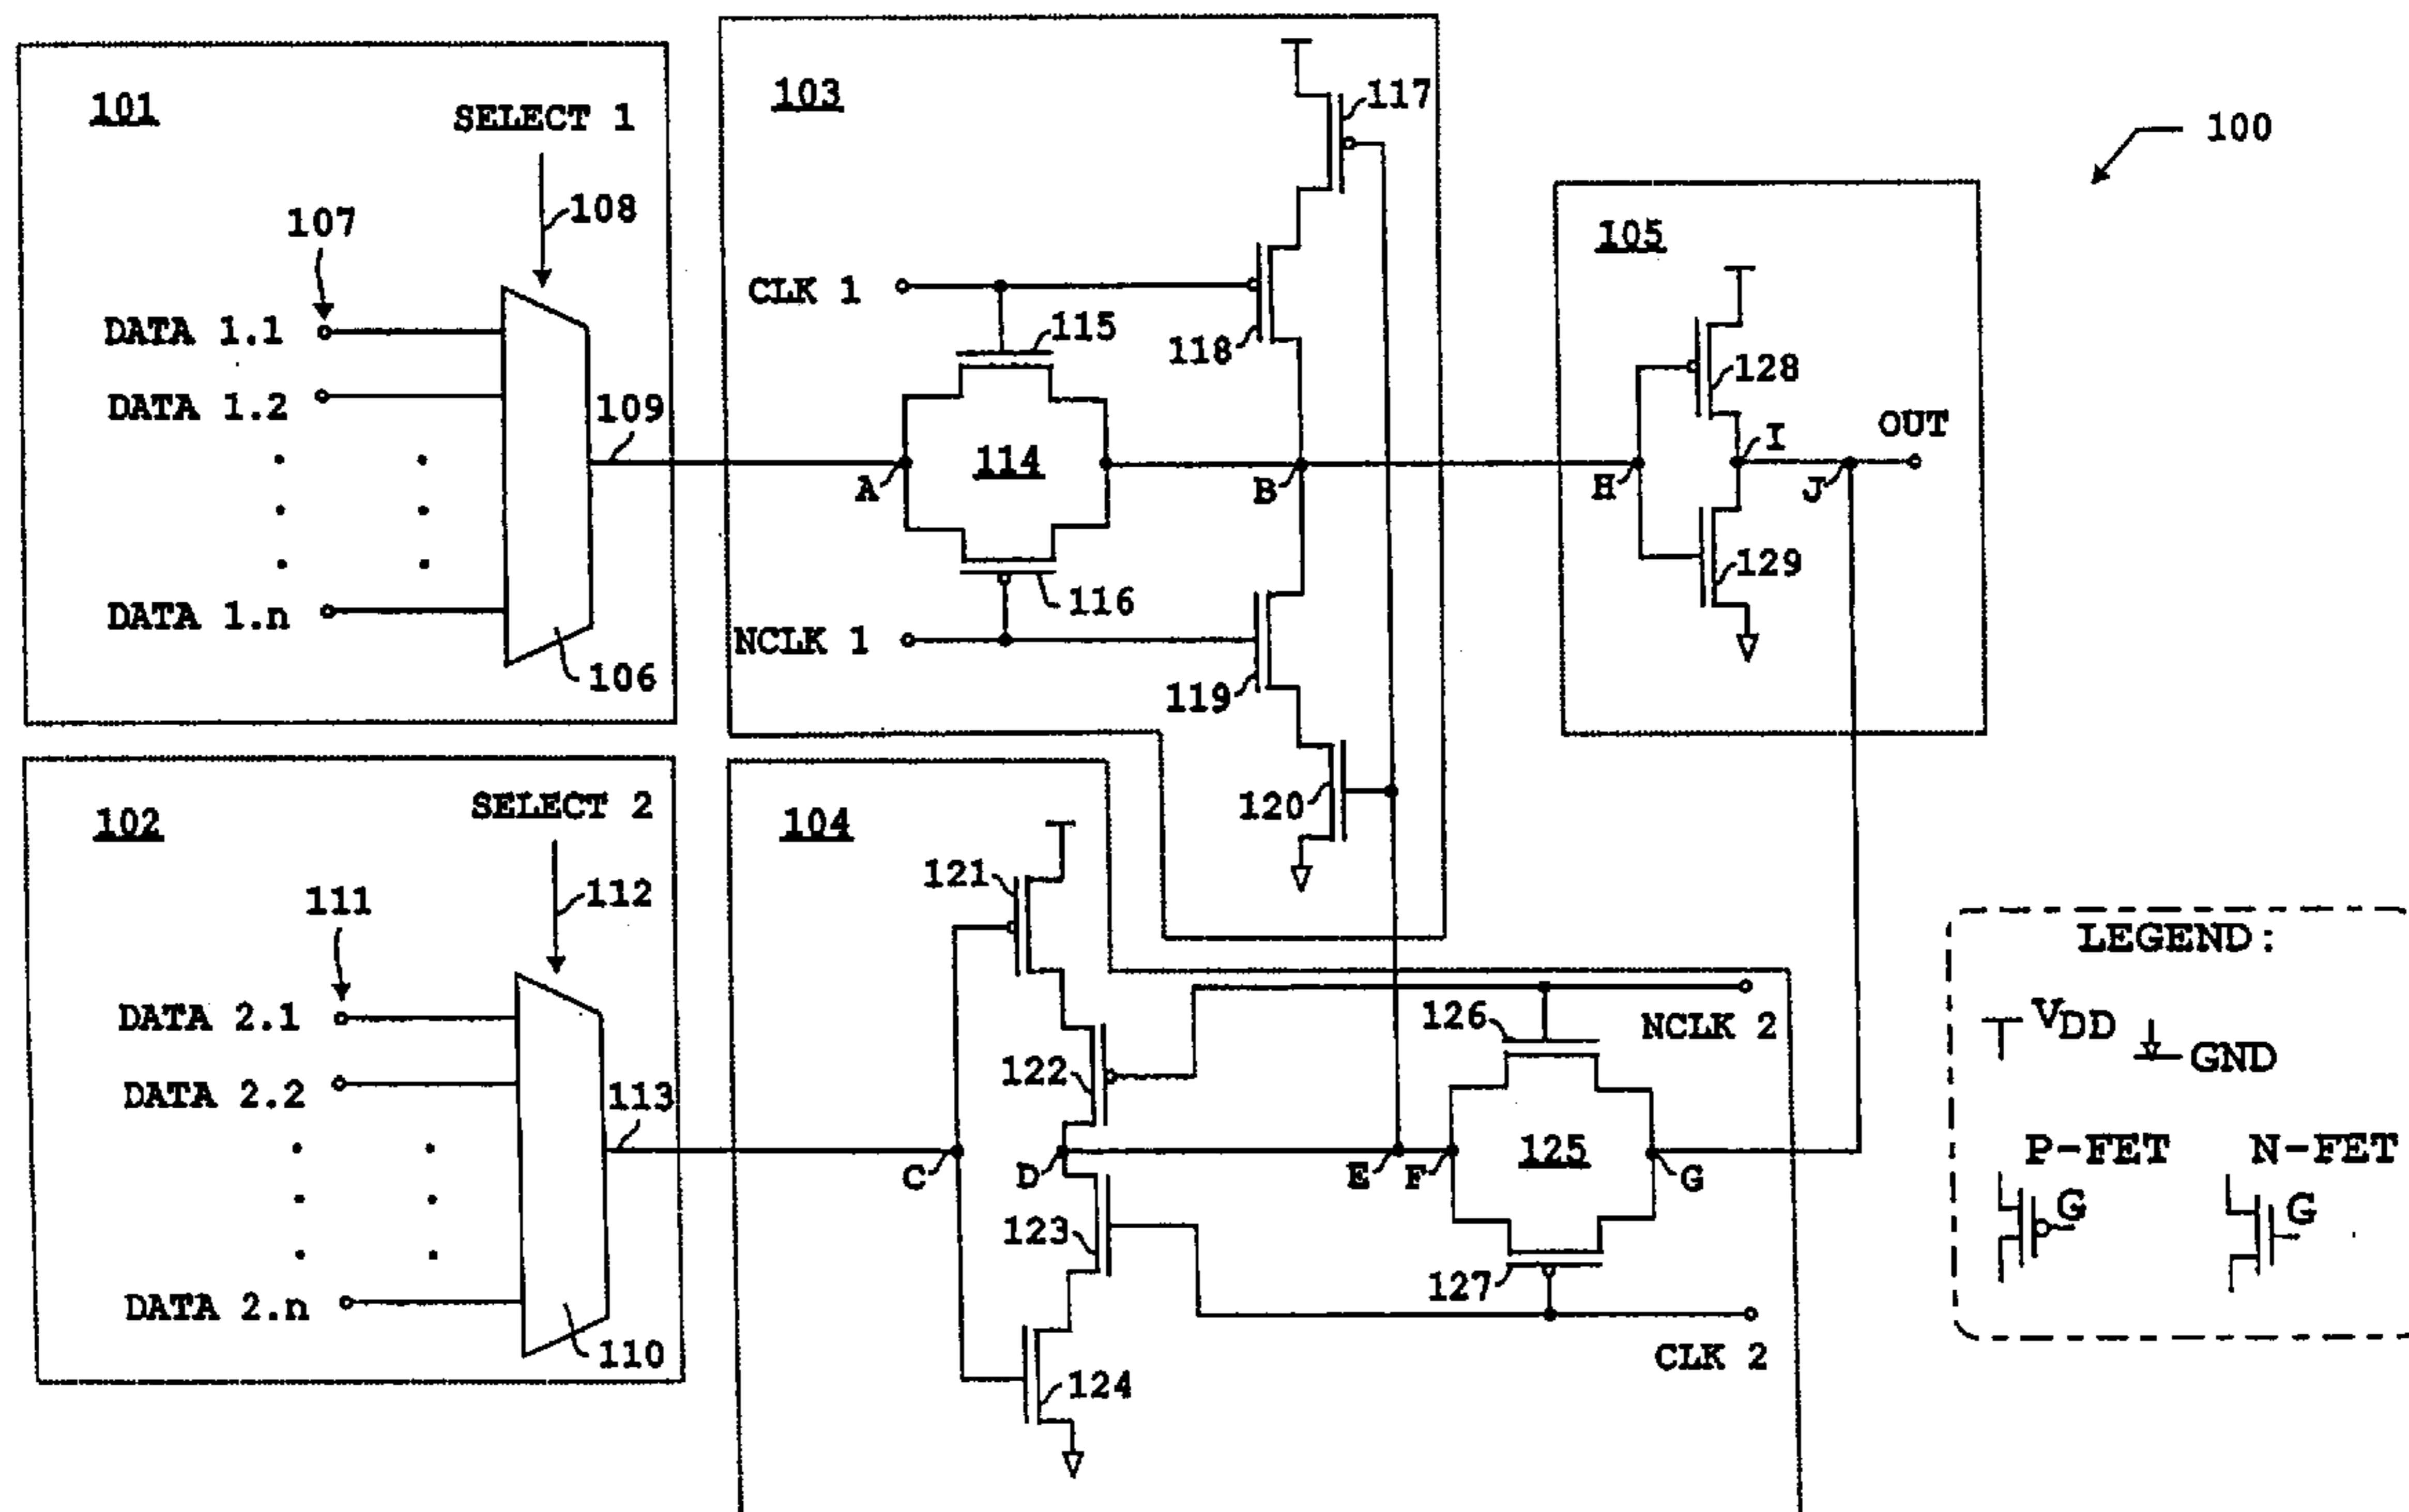 101
SELECT 1
108
107
DATA 1.1
DATA 1.2
DATA 1.n
109
106
103
117
CLK 1
118
115
114
A
B
116
NCLK 1
119
120
100
105
128
I
OUT
H
J
129
102
SELECT 2
112
111
DATA 2.1
DATA 2.2
DATA 2.n
113
110
104
121
122
C
D
E
F
G
123
124
126
125
127
NCLK 2
CLK 2
LEGEND:
VDD
GND
P-FET
N-FET
G
G